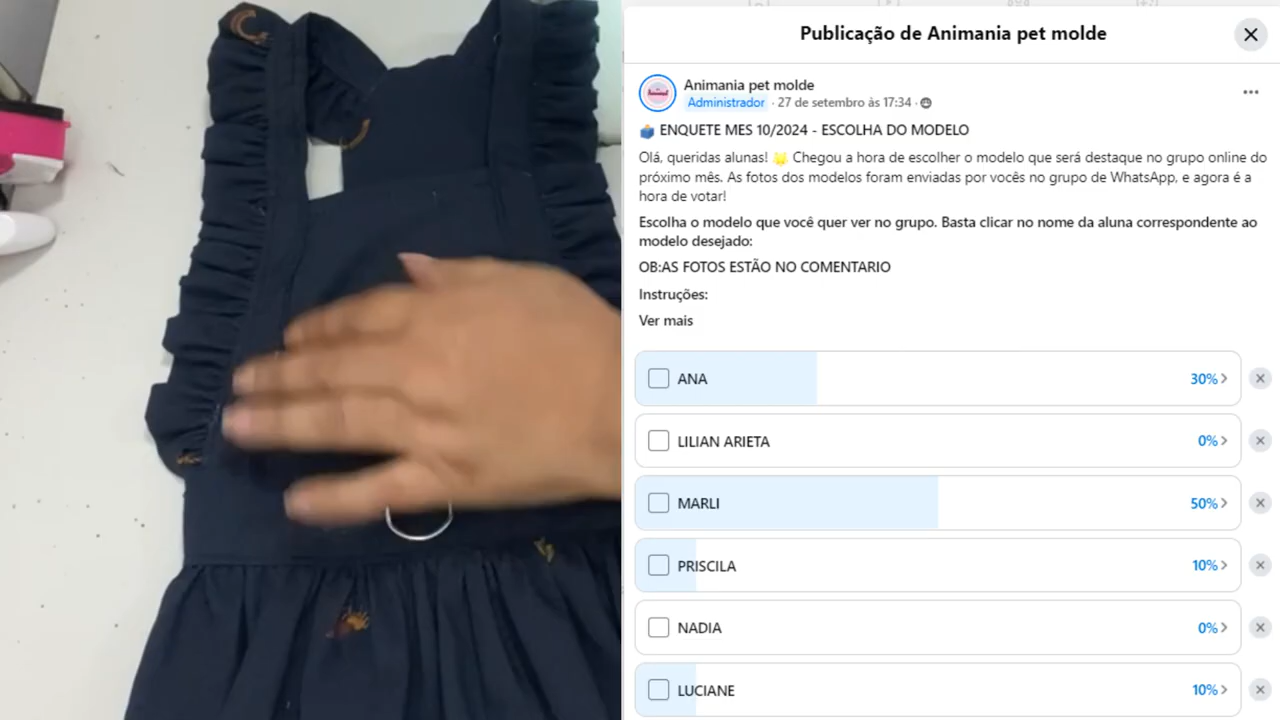 Publicação de Animania pet molde
Animania pet molde
Administrador · 27 de setembro às 17:34 ·
ENQUETE MES 10/2024 - ESCOLHA DO MODELO
Olá, queridas alunas! 🌟 Chegou a hora de escolher o modelo que será destaque no grupo online do
próximo mês. As fotos dos modelos foram enviadas por vocês no grupo de WhatsApp, e agora é a
hora de votar!
Escolha o modelo que você quer ver no grupo. Basta clicar no nome da aluna correspondente ao
modelo desejado:
OB:AS FOTOS ESTÃO NO COMENTARIO
Instruções:
Ver mais
ANA 30%
LILIAN ARIETA 0%
MARLI 50%
PRISCILA 10%
NADIA 0%
LUCIANE 10%